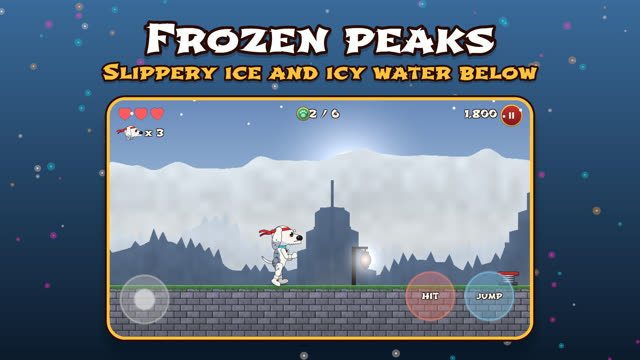 FROZEN PEAKS
SLIPPERY ICE AND ICY WATER BELOW
2 / 6
1,800
x 3
HIT
JUMP